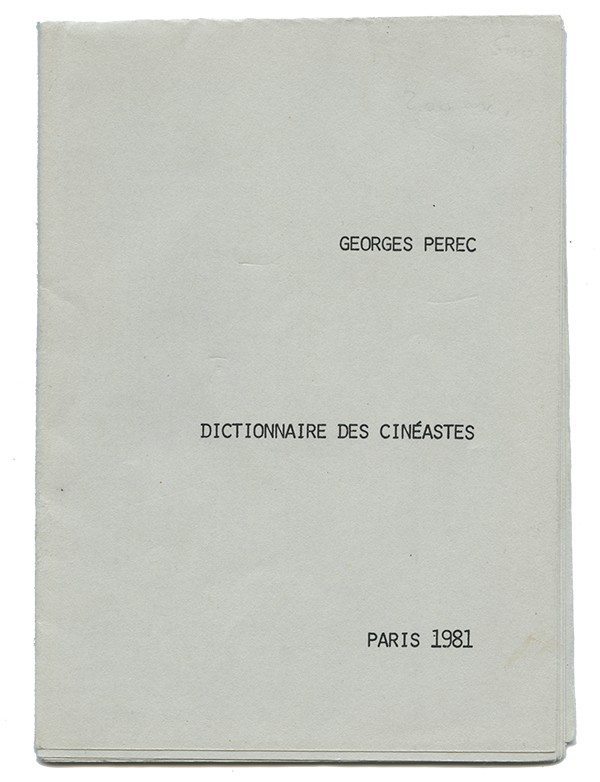 GEORGES PEREC
DICTIONNAIRE DES CINÉASTES
PARIS 1981